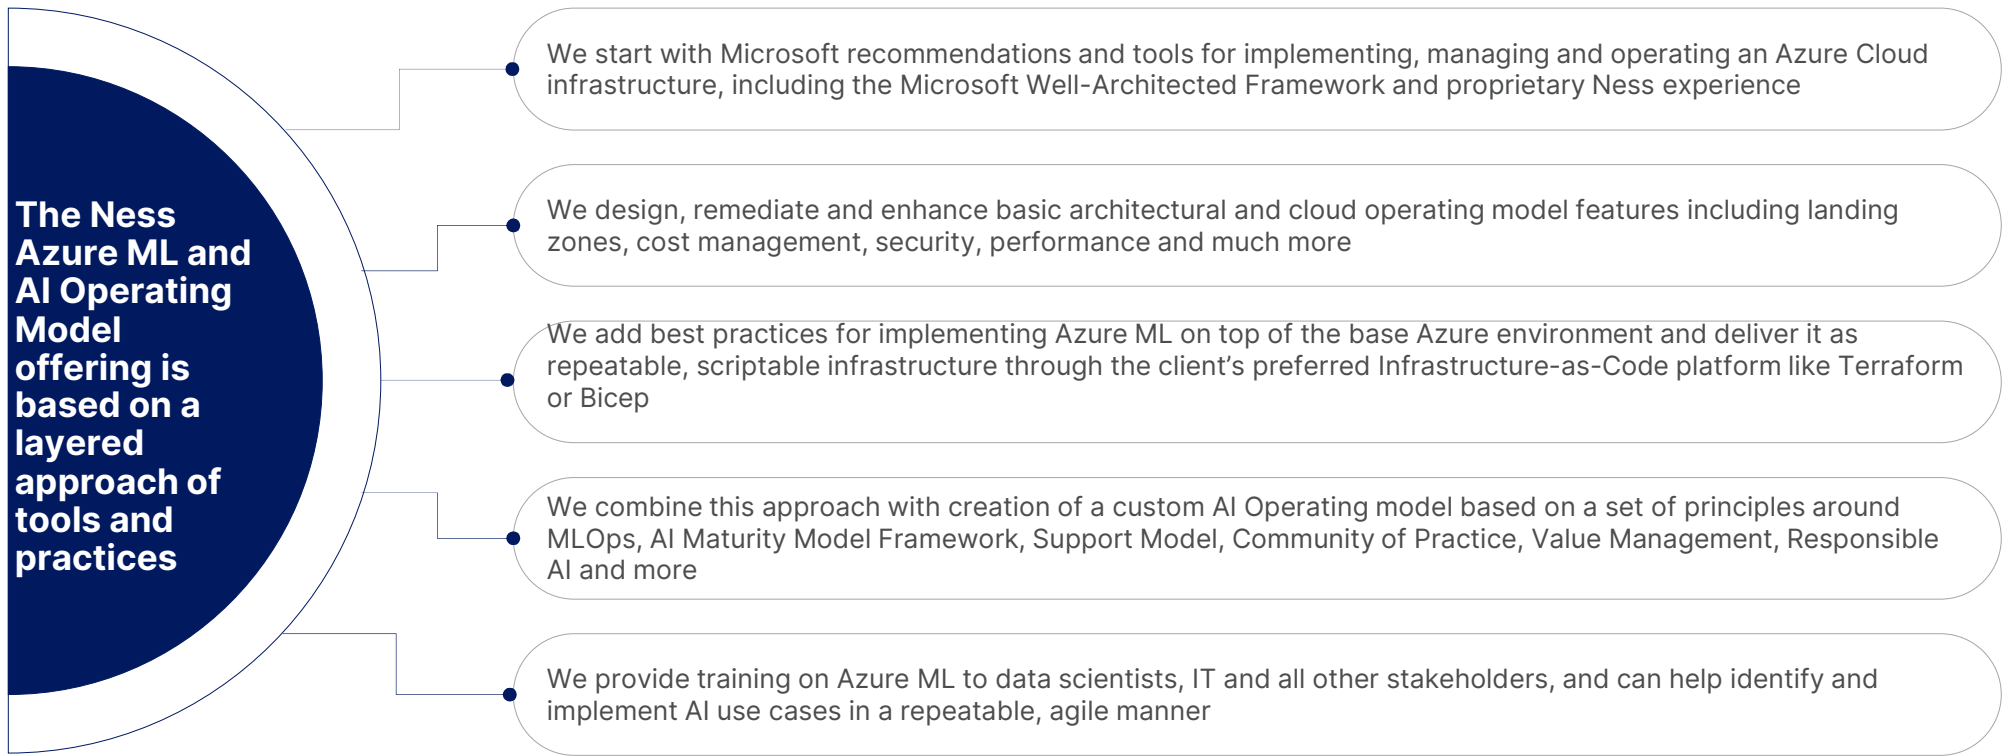 The Ness
Azure ML and
AI Operating
Model
offering is
based on a
layered
approach of
tools and
practices
We start with Microsoft recommendations and tools for implementing, managing and operating an Azure Cloud
infrastructure, including the Microsoft Well-Architected Framework and proprietary Ness experience
We design, remediate and enhance basic architectural and cloud operating model features including landing
zones, cost management, security, performance and much more
We add best practices for implementing Azure ML on top of the base Azure environment and deliver it as
repeatable, scriptable infrastructure through the client’s preferred Infrastructure-as-Code platform like Terraform
or Bicep
We combine this approach with creation of a custom AI Operating model based on a set of principles around
MLOps, AI Maturity Model Framework, Support Model, Community of Practice, Value Management, Responsible
AI and more
We provide training on Azure ML to data scientists, IT and all other stakeholders, and can help identify and
implement AI use cases in a repeatable, agile manner